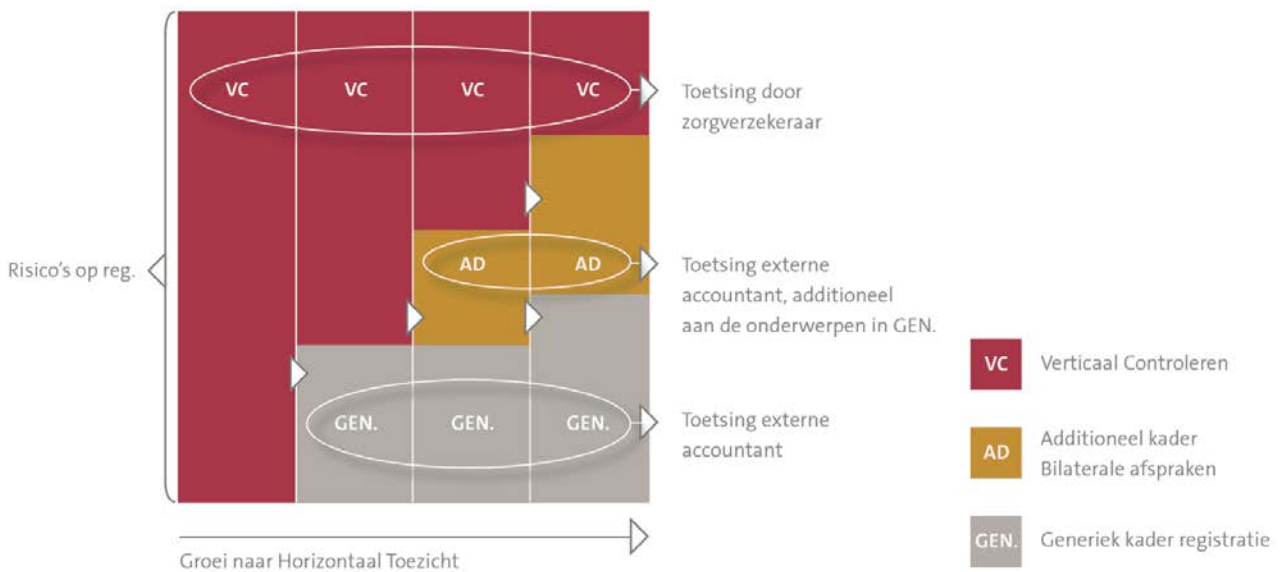 VC VC VC VC
Toetsing door
zorgverzekeraar
Risico's op reg.
AD AD
Toetsing externe
accountant, additioneel
aan de onderwerpen in GEN.
GEN. GEN. GEN.
Toetsing externe
accountant
Groei naar Horizontaal Toezicht
VC Verticaal Controleren
AD Additioneel kader
Bilaterale afspraken
GEN. Generiek kader registratie